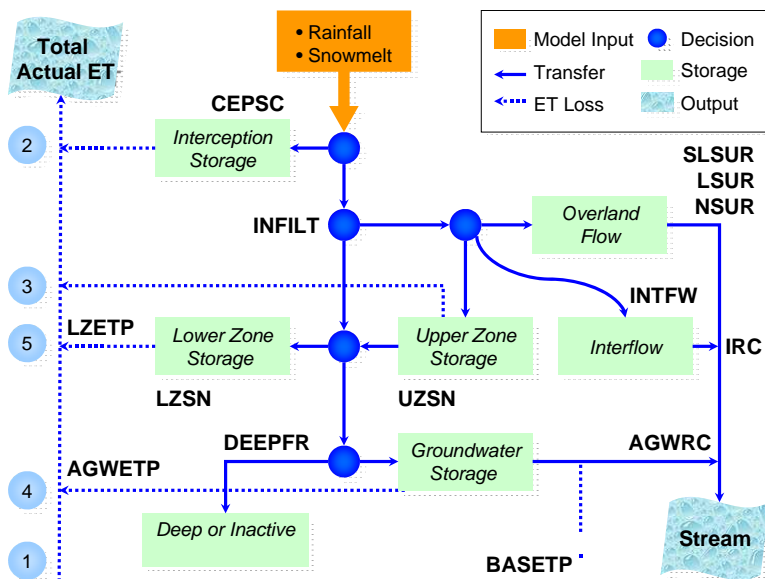 • Rainfall
• Snowmelt
Model Input
Decision
Transfer
Storage
ET Loss
Output
Total
Actual ET
CEPSC
2
Interception
Storage
SLSUR
LSUR
NSUR
INFILT
Overland
Flow
3
INTFW
LZETP
5
Lower Zone
Storage
Upper Zone
Storage
Interflow
IRC
LZSN
UZSN
DEEPFR
Groundwater
Storage
AGWRC
AGWETP
4
Deep or Inactive
Stream
1
BASETP